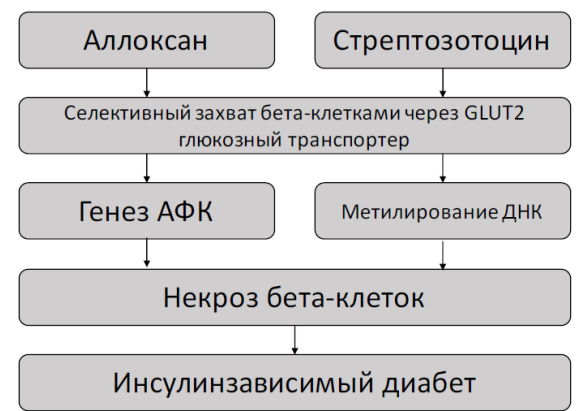 Аллоксан
Стрептозотоцин
Селективный захват бета-клетками через GLUT2
глюкозный транспортер
Генез АФК
Метилирование ДНК
Некроз бета-клеток
Инсулинзависимый диабет